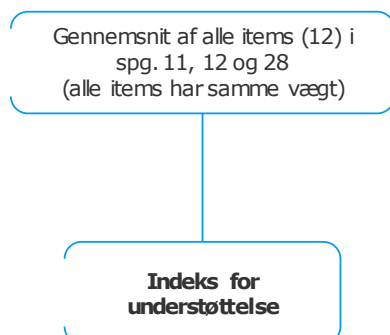 Gennemsnit af alle items (12) i
spg. 11, 12 og 28
(alle items har samme vægt)
Indeks for
understøttelse